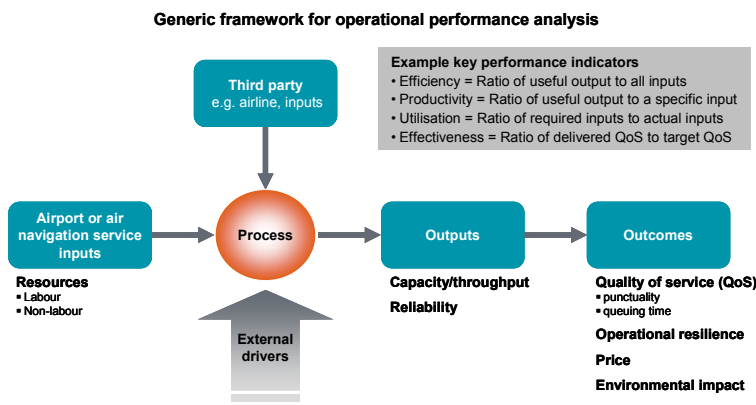 Generic framework for operational performance analysis
Third party
e.g. airline, inputs
Example key performance indicators
• Efficiency = Ratio of useful output to all inputs
• Productivity = Ratio of useful output to a specific input
• Utilisation = Ratio of required inputs to actual inputs
• Effectiveness = Ratio of delivered QoS to target QoS
Airport or air
navigation service
inputs
Process
Outputs
Outcomes
Resources
▪ Labour
▪ Non-labour
Capacity/throughput
Reliability
Quality of service (QoS)
▪ punctuality
▪ queuing time
Operational resilience
Price
Environmental impact
External
drivers